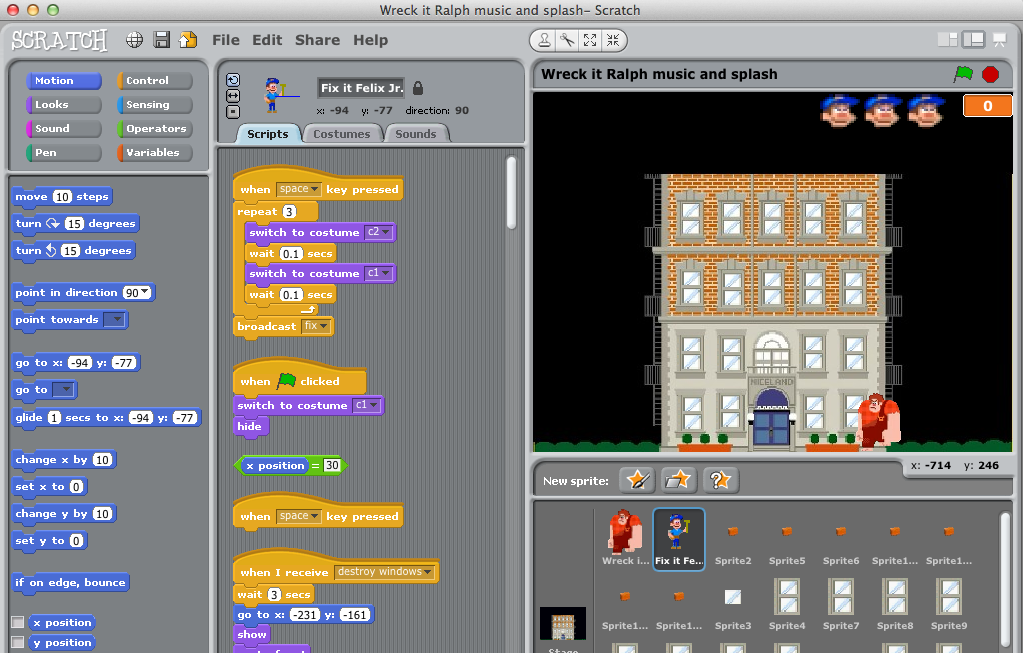 Wreck it Ralph music and splash– Scratch
SCRATCH File Edit Share Help
Motion Control
Looks Sensing
Sound Operators
Pen Variables
move 10 steps
turn 15 degrees
turn 15 degrees
point in direction 90
point towards
go to x: -94 y: -77
go to
glide 1 secs to x: -94 y: -77
change x by 10
set x to 0
change y by 10
set y to 0
if on edge, bounce
x position
y position
Fix it Felix Jr.
x: -94 y: -77 direction: 90
Scripts Costumes Sounds
when space key pressed
repeat 3
switch to costume c2
wait 0.1 secs
switch to costume c1
wait 0.1 secs
broadcast fix
when clicked
switch to costume c1
hide
x position = 30
when space key pressed
when I receive destroy windows
wait 3 secs
go to x: -231 y: -161
show
Wreck it Ralph music and splash
0
NICELAND
x: -714 y: 246
New sprite:
Wreck i... Fix it Fe... Sprite2 Sprite5 Sprite6 Sprite1... Sprite1...
Sprite1... Sprite1... Sprite3 Sprite4 Sprite7 Sprite8 Sprite9
Stage